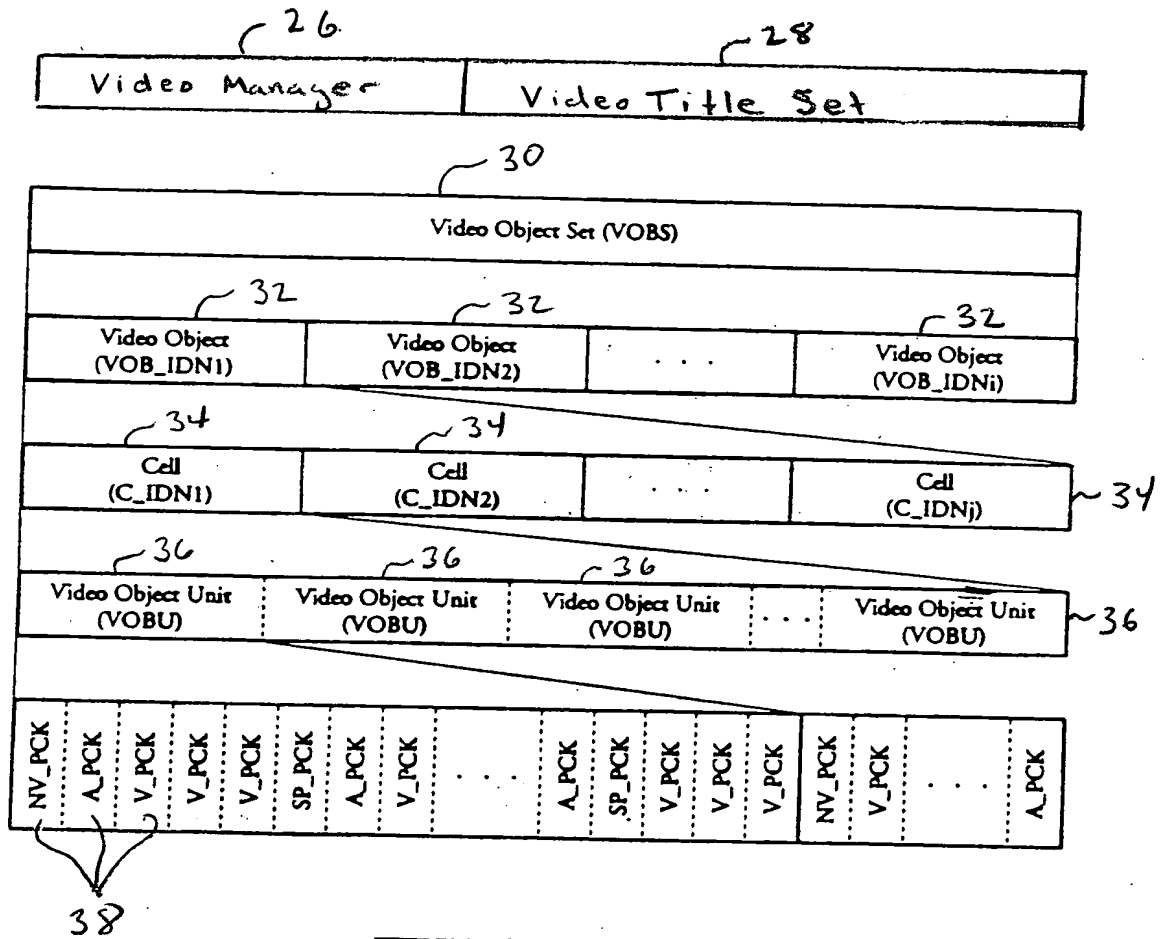 26
28
Video Manager Video Title Set
30
Video Object Set (VOBS)
32 32 32
Video Object Video Object Video Object
(VOB_IDN1) (VOB_IDN2) . . . (VOB_IDNi)
34 34
Cell Cell Cell
(C_IDN1) (C_IDN2) . . . . (C_IDNj) 34
36 36 36
Video Object Unit Video Object Unit Video Object Unit Video Object Unit
(VOBU) (VOBU) (VOBU) . . . (VOBU) 36
NV_PCK A_PCK V_PCK V_PCK V_PCK SP_PCK A_PCK V_PCK . . . . A_PCK SP_PCK V_PCK V_PCK V_PCK NV_PCK V_PCK . . . . A_PCK
38